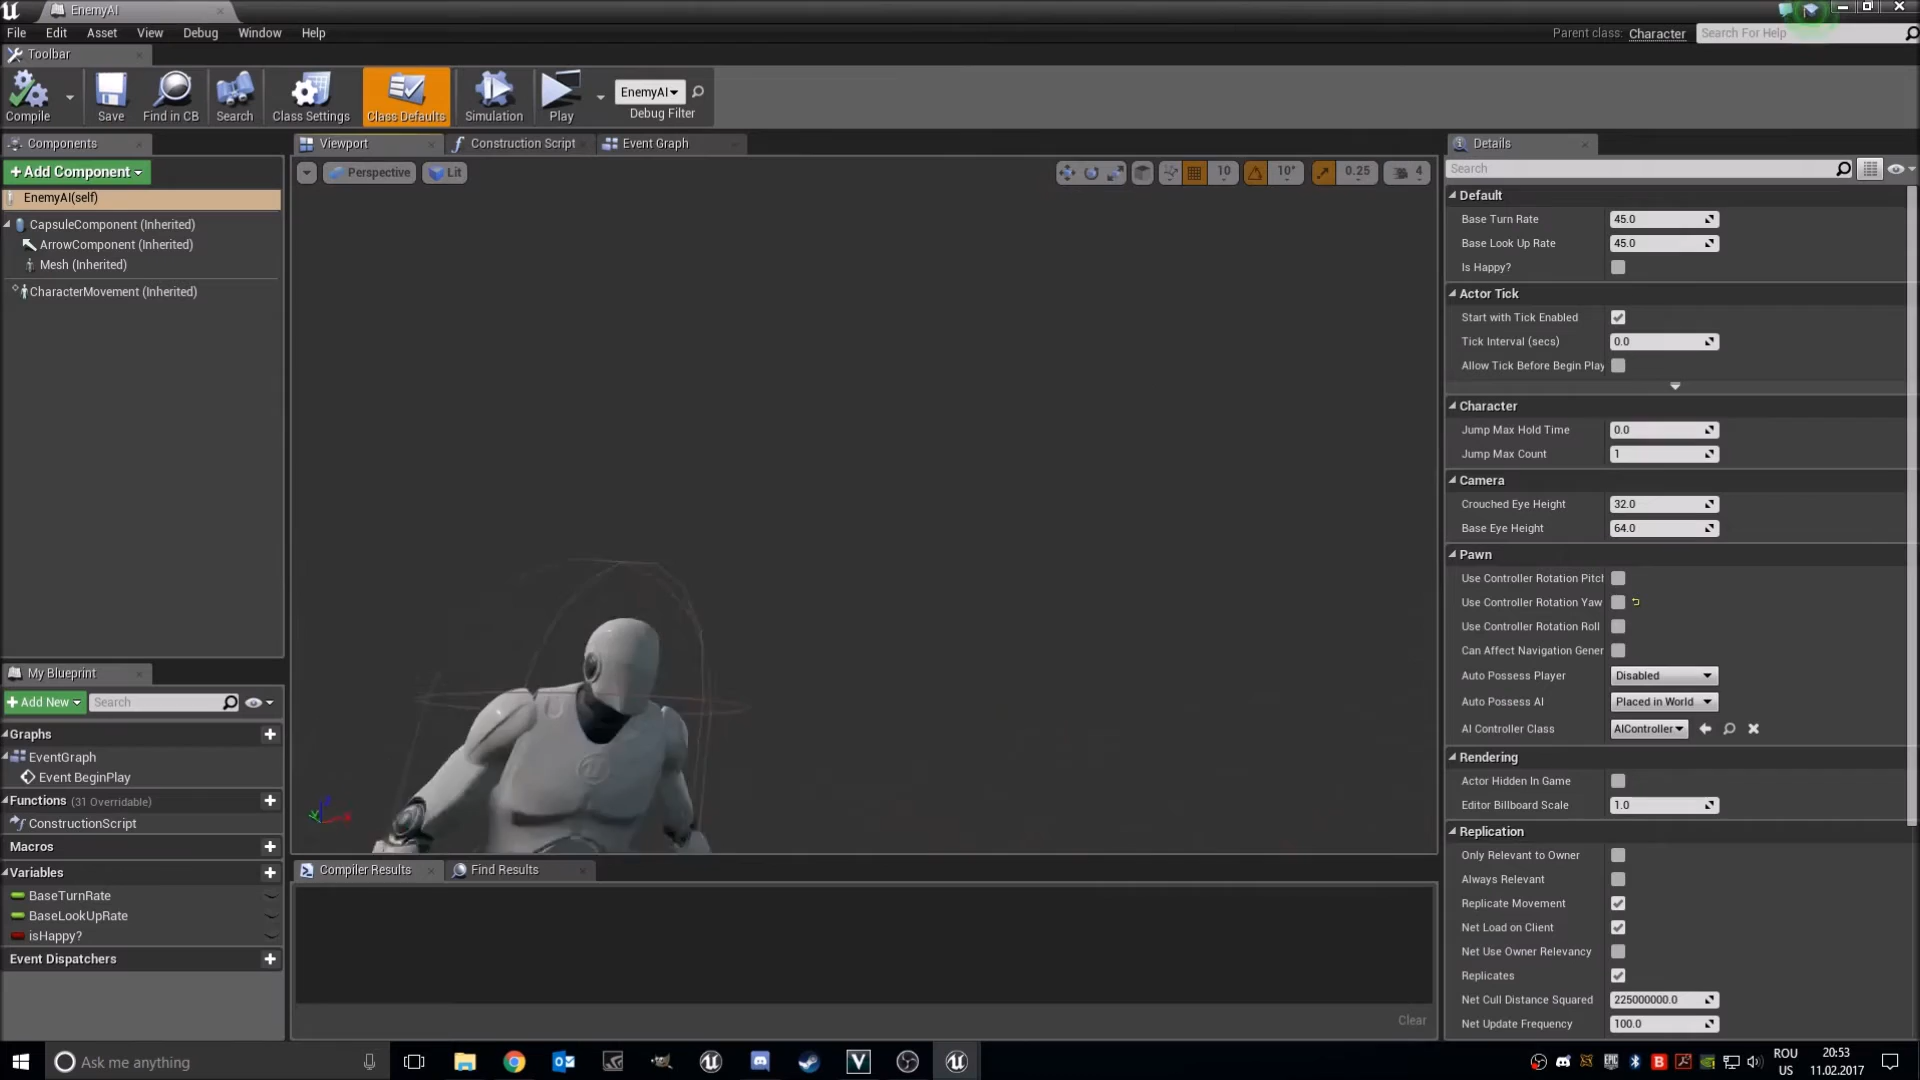 EnemyAI
File Edit Asset View Debug Window Help
Parent class: Character
Search For Help
Toolbar
Compile
Save
Find in CB
Search
Class Settings
Class Defaults
Simulation
Play
EnemyAI
Debug Filter
Components
+Add Component
EnemyAI(self)
CapsuleComponent (Inherited)
ArrowComponent (Inherited)
Mesh (Inherited)
CharacterMovement (Inherited)
My Blueprint
+Add New
Search
Graphs
EventGraph
Event BeginPlay
Functions (31 Overridable)
ConstructionScript
Macros
Variables
BaseTurnRate
BaseLookUpRate
isHappy?
Event Dispatchers
Viewport
Construction Script
Event Graph
Perspective
Lit
10
10°
0.25
4
Compiler Results
Find Results
Clear
Details
Search
Default
Base Turn Rate 45.0
Base Look Up Rate 45.0
Is Happy?
Actor Tick
Start with Tick Enabled
Tick Interval (secs) 0.0
Allow Tick Before Begin Play
Character
Jump Max Hold Time 0.0
Jump Max Count 1
Camera
Crouched Eye Height 32.0
Base Eye Height 64.0
Pawn
Use Controller Rotation Pitch
Use Controller Rotation Yaw
Use Controller Rotation Roll
Can Affect Navigation Gener
Auto Possess Player Disabled
Auto Possess AI Placed in World
AI Controller Class AIController
Rendering
Actor Hidden In Game
Editor Billboard Scale 1.0
Replication
Only Relevant to Owner
Always Relevant
Replicate Movement
Net Load on Client
Net Use Owner Relevancy
Replicates
Net Cull Distance Squared 225000000.0
Net Update Frequency 100.0
Ask me anything
ROU
US
20:53
11.02.2017